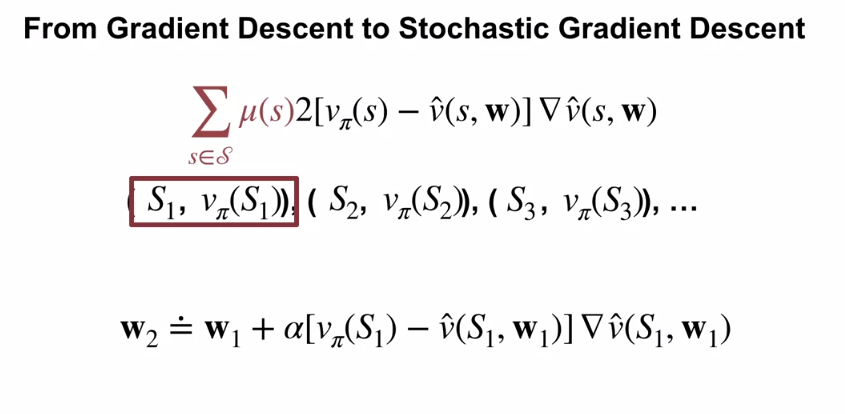 From Gradient Descent to Stochastic Gradient Descent
∑ μ(s)2[v_π(s) − v̂(s, w)] ∇v̂(s, w)
s∈𝒮
( S₁, v_π(S₁)), ( S₂, v_π(S₂)), ( S₃, v_π(S₃)), ...
w₂ ≐ w₁ + α[v_π(S₁) − v̂(S₁, w₁)] ∇v̂(S₁, w₁)